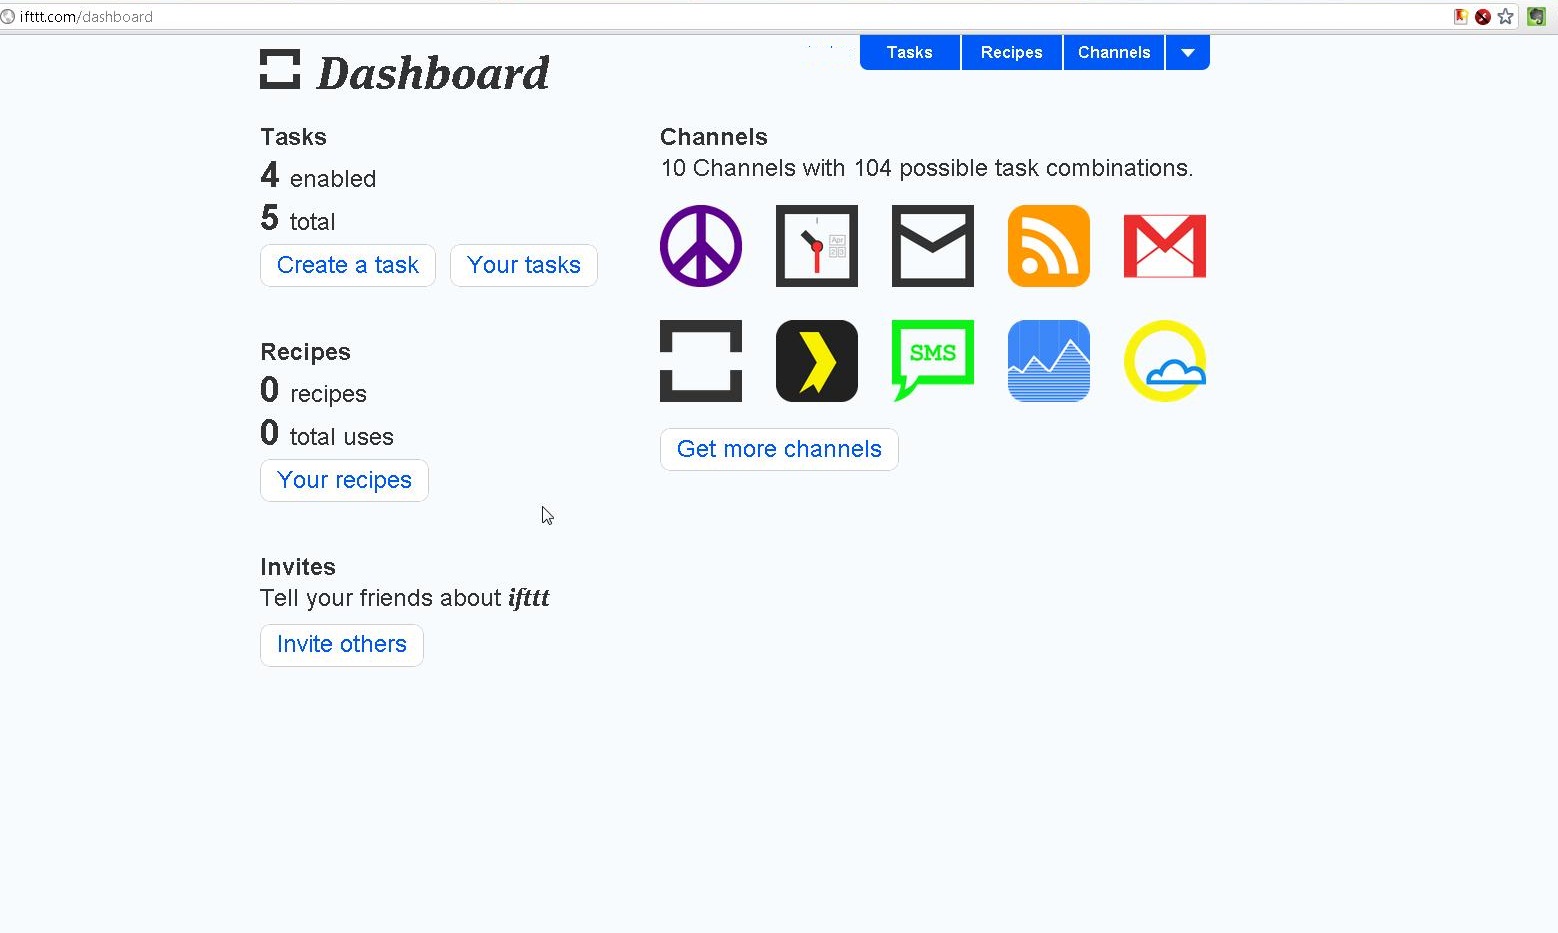 ifttt.com/dashboard
Tasks Recipes Channels
Dashboard
Tasks
4 enabled
5 total
Create a task Your tasks
Recipes
0 recipes
0 total uses
Your recipes
Invites
Tell your friends about ifttt
Invite others
Channels
10 Channels with 104 possible task combinations.
Apr
SMS
Get more channels